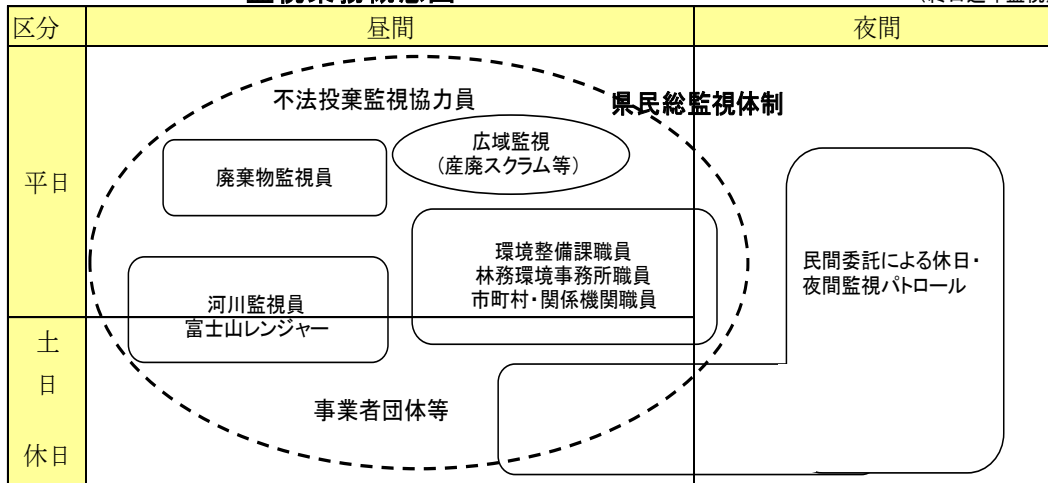 区分
昼間
夜間
不法投棄監視協力員
県民総監視体制
広域監視
（産廃スクラム等）
平日
廃棄物監視員
環境整備課職員
林務環境事務所職員
市町村・関係機関職員
民間委託による休日・
夜間監視パトロール
河川監視員
富士山レンジャー
土
日
休日
事業者団体等